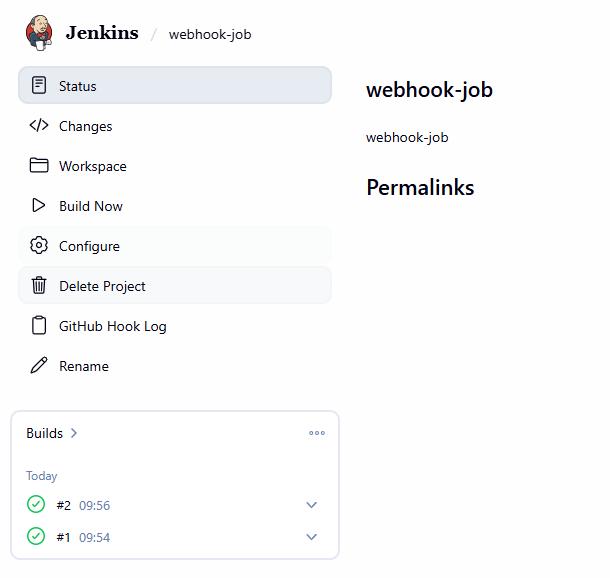 Jenkins / webhook-job
Status
Changes
Workspace
Build Now
Configure
Delete Project
GitHub Hook Log
Rename
Builds
Today
#2 09:56
#1 09:54
webhook-job
webhook-job
Permalinks